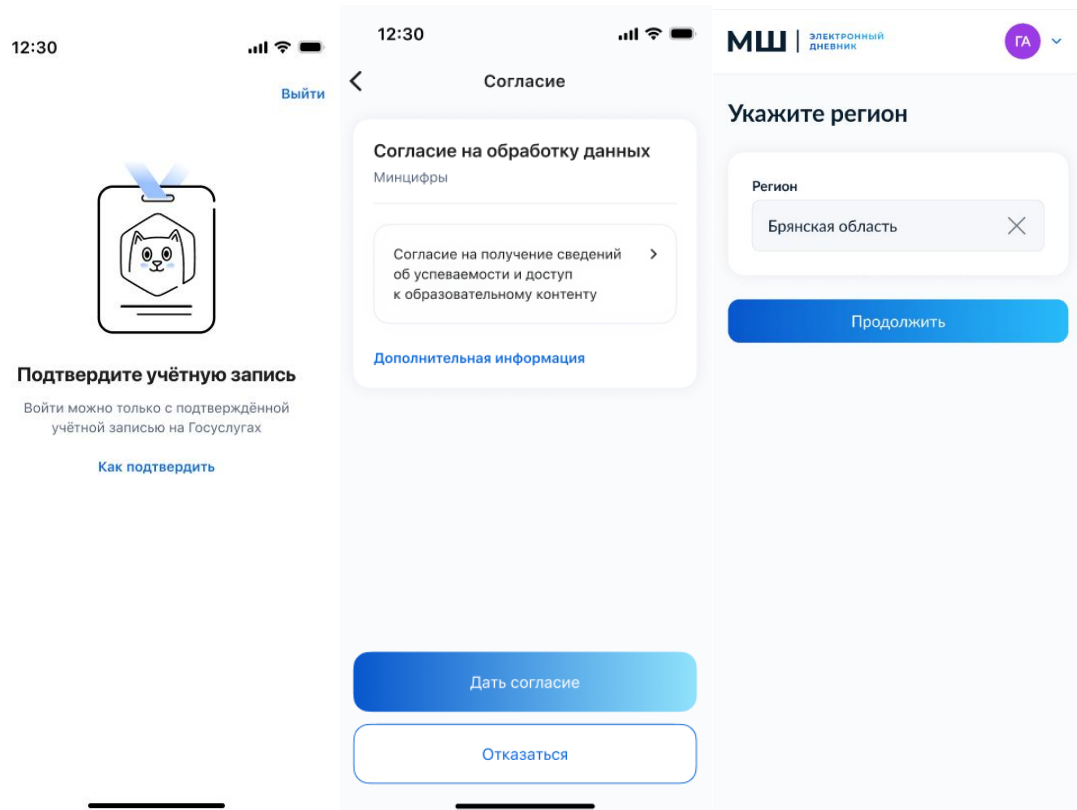 12:30
Выйти
Подтвердите учётную запись
Войти можно только с подтверждённой
учётной записью на Госуслугах
Как подтвердить
12:30
Согласие
Согласие на обработку данных
Минцифры
Согласие на получение сведений
об успеваемости и доступ
к образовательному контенту
Дополнительная информация
Дать согласие
Отказаться
МШ
ЭЛЕКТРОННЫЙ
ДНЕВНИК
ГА
Укажите регион
Регион
Брянская область
Продолжить